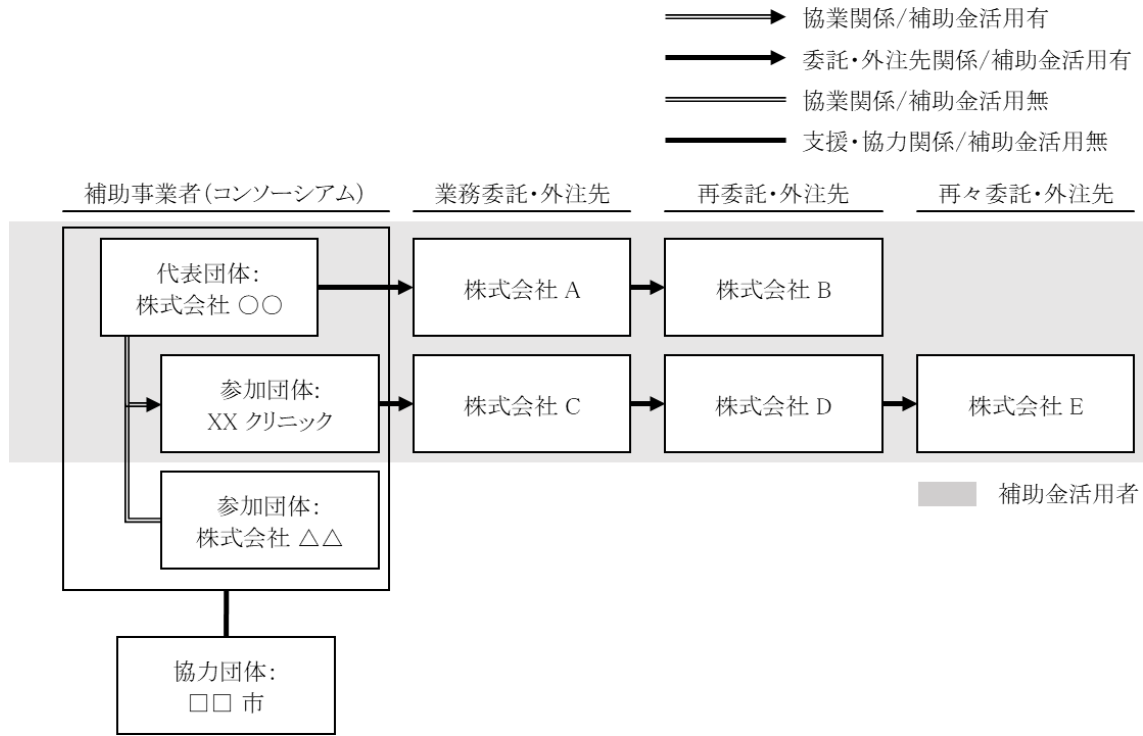 協業関係/補助金活用有
委託・外注先関係/補助金活用有
協業関係/補助金活用無
支援・協力関係/補助金活用無
補助事業者(コンソーシアム)
業務委託・外注先
再委託・外注先
再々委託・外注先
代表団体:
株式会社 〇〇
株式会社 A
株式会社 B
参加団体:
XX クリニック
株式会社 C
株式会社 D
株式会社 E
参加団体:
株式会社 △△
補助金活用者
協力団体:
□□ 市